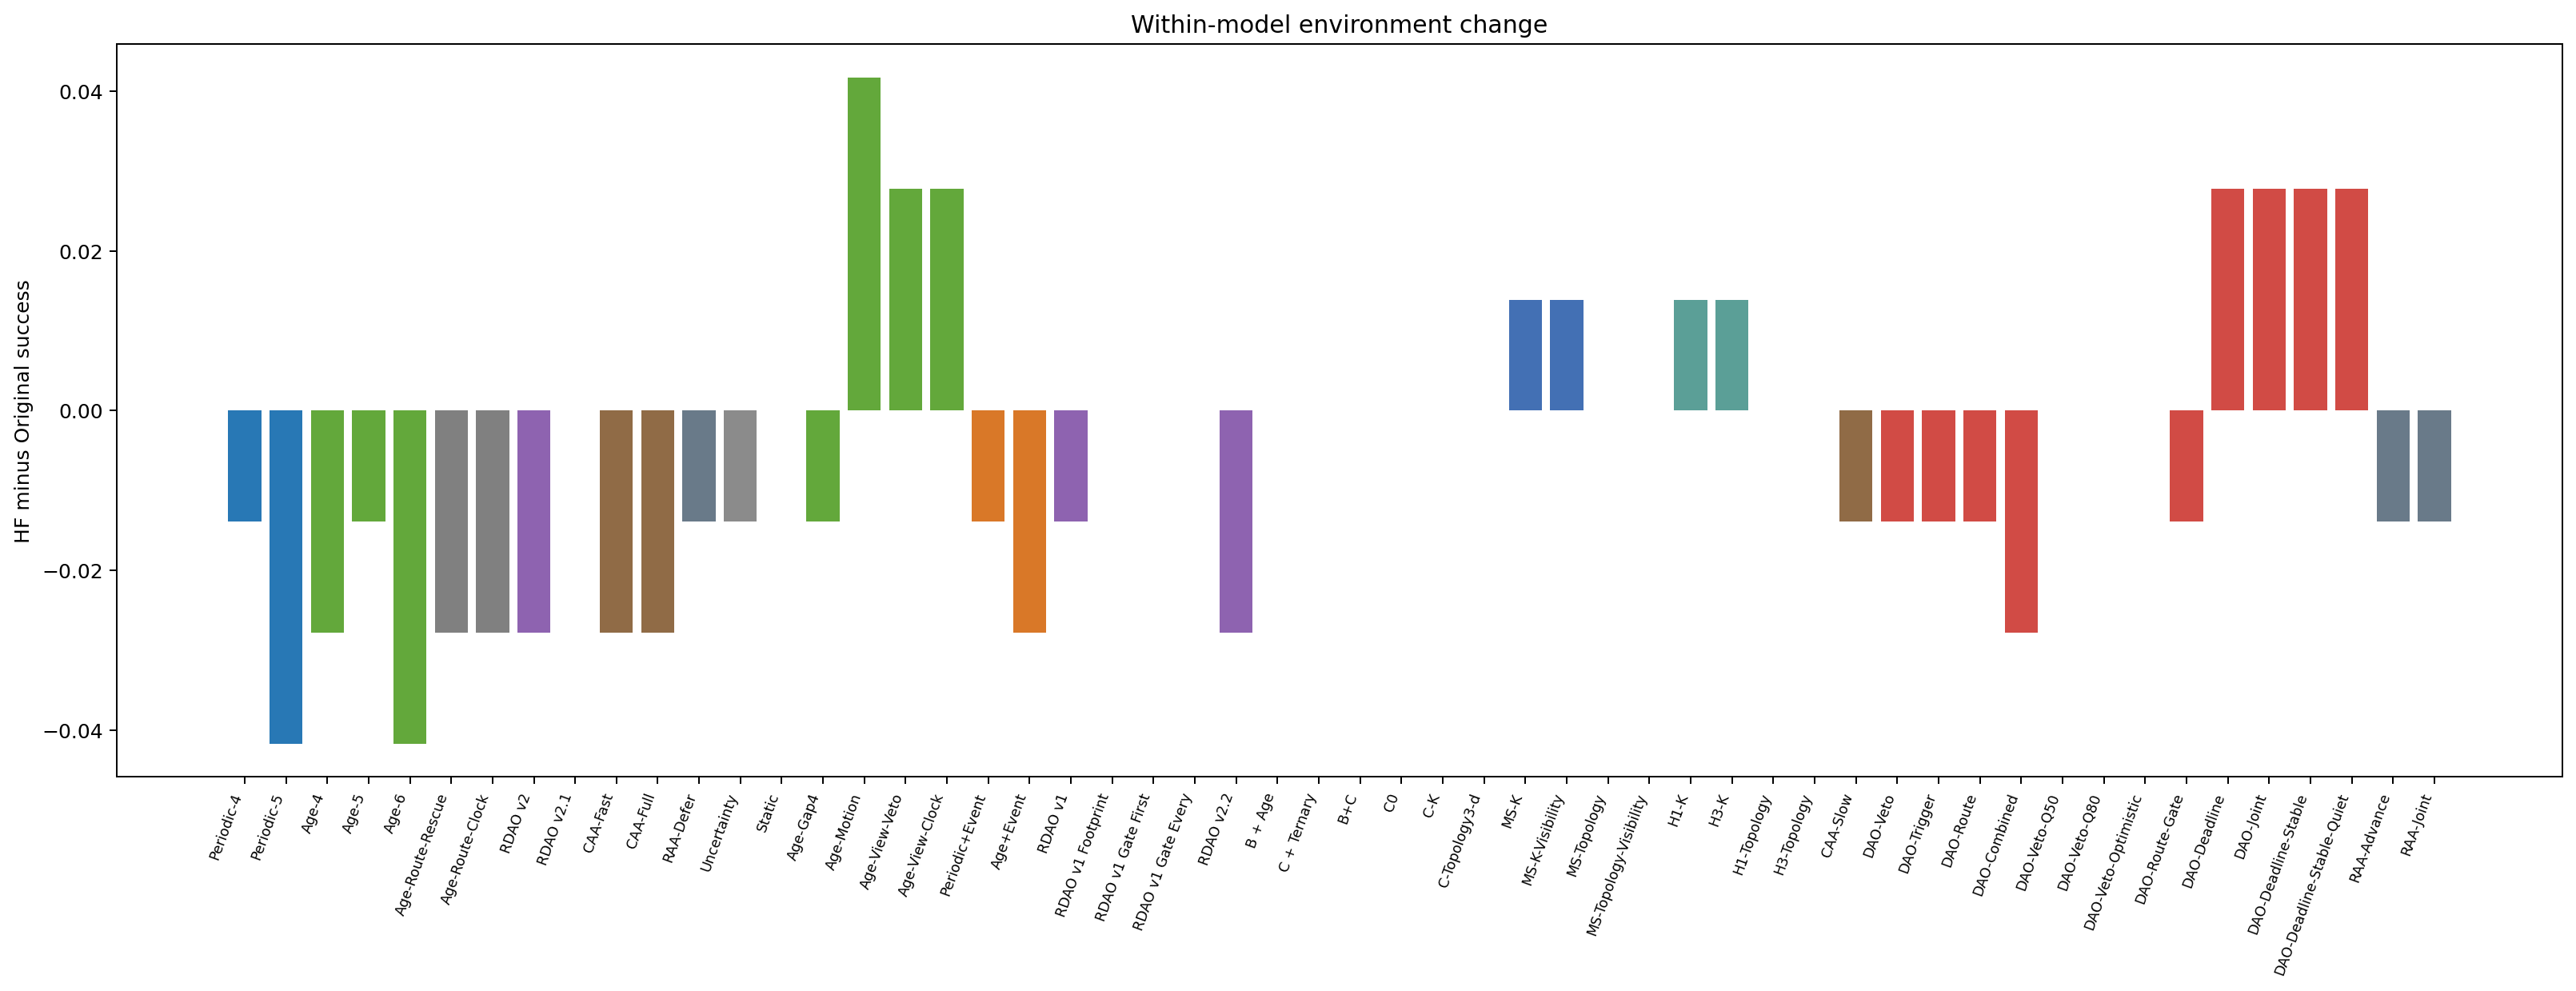 Within-model environment change
HF minus Original success
0.04
0.02
0.00
−0.02
−0.04
Periodic-4
Periodic-5
Age-4
Age-5
Age-6
Age-Route-Rescue
Age-Route-Clock
RDAO v2
RDAO v2.1
CAA-Fast
CAA-Full
RAA-Defer
Uncertainty
Static
Age-Gap4
Age-Motion
Age-View-Veto
Age-View-Clock
Periodic+Event
Age+Event
RDAO v1
RDAO v1 Footprint
RDAO v1 Gate First
RDAO v1 Gate Every
RDAO v2.2
B + Age
C + Ternary
B+C
C0
C-K
C-Topology3-d
MS-K
MS-K-Visibility
MS-Topology
MS-Topology-Visibility
H1-K
H3-K
H1-Topology
H3-Topology
CAA-Slow
DAO-Veto
DAO-Trigger
DAO-Route
DAO-Combined
DAO-Veto-Q50
DAO-Veto-Q80
DAO-Veto-Optimistic
DAO-Route-Gate
DAO-Deadline
DAO-Joint
DAO-Deadline-Stable
DAO-Deadline-Stable-Quiet
RAA-Advance
RAA-Joint